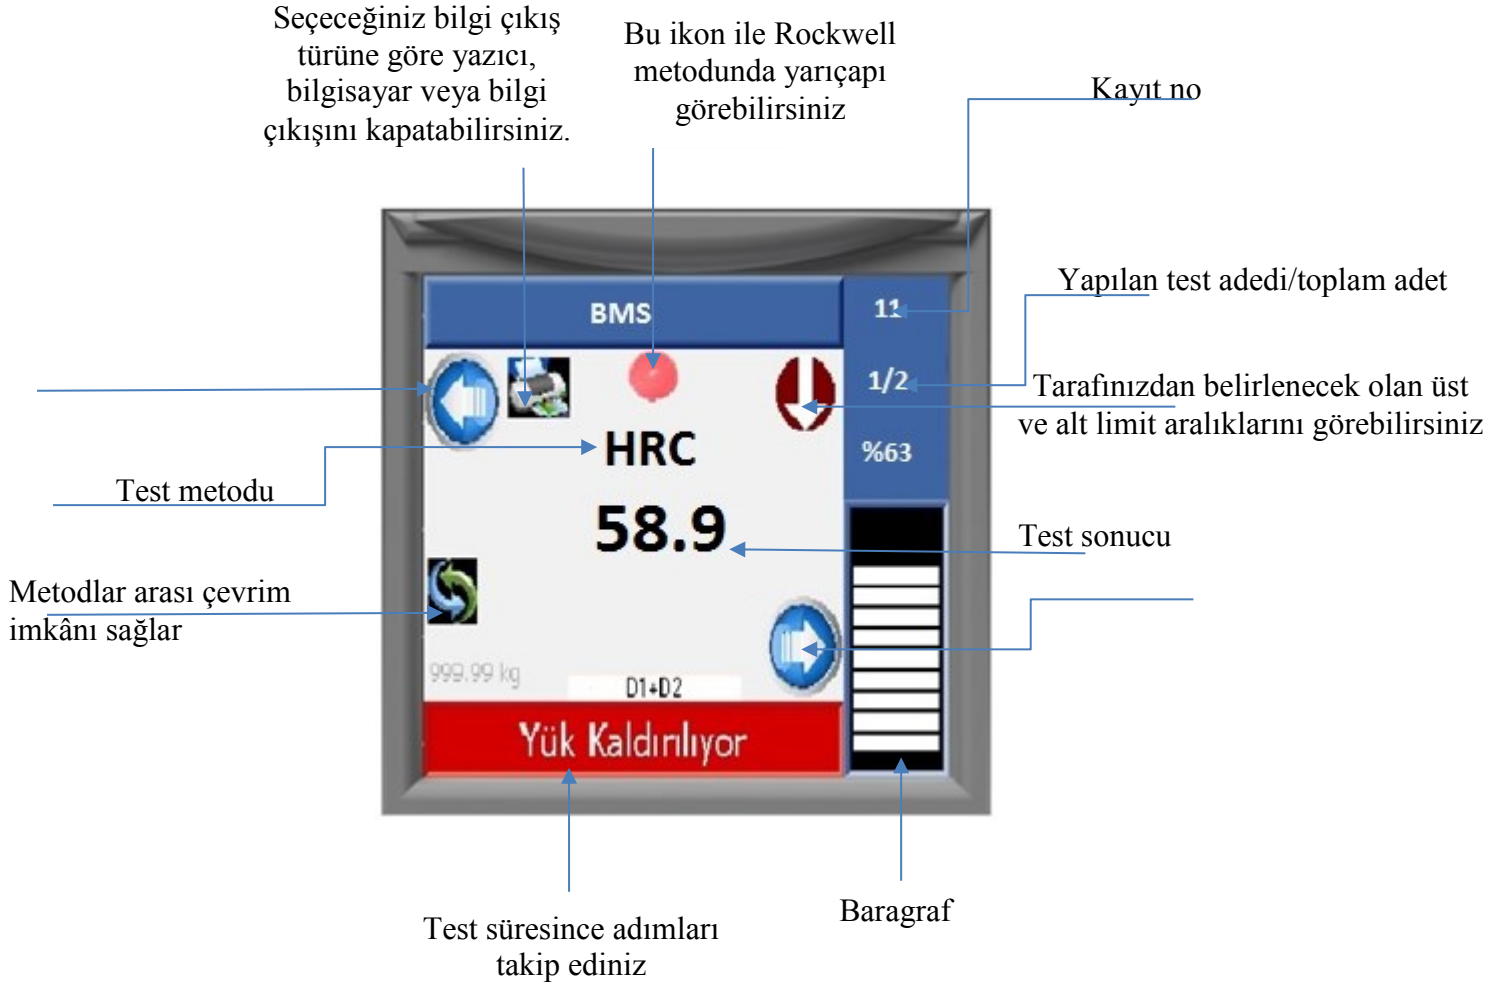 Seçeceğiniz bilgi çıkış
türüne göre yazıcı,
bilgisayar veya bilgi
çıkışını kapatabilirsiniz.
Bu ikon ile Rockwell
metodunda yarıçapı
görebilirsiniz
Kayıt no
Yapılan test adedi/toplam adet
Tarafınızdan belirlenecek olan üst
ve alt limit aralıklarını görebilirsiniz
BMS
11
1/2
%63
HRC
58.9
Test metodu
Test sonucu
Metodlar arası çevrim
imkânı sağlar
999.99 kg
D1+D2
Yük Kaldırılıyor
Baragraf
Test süresince adımları
takip ediniz